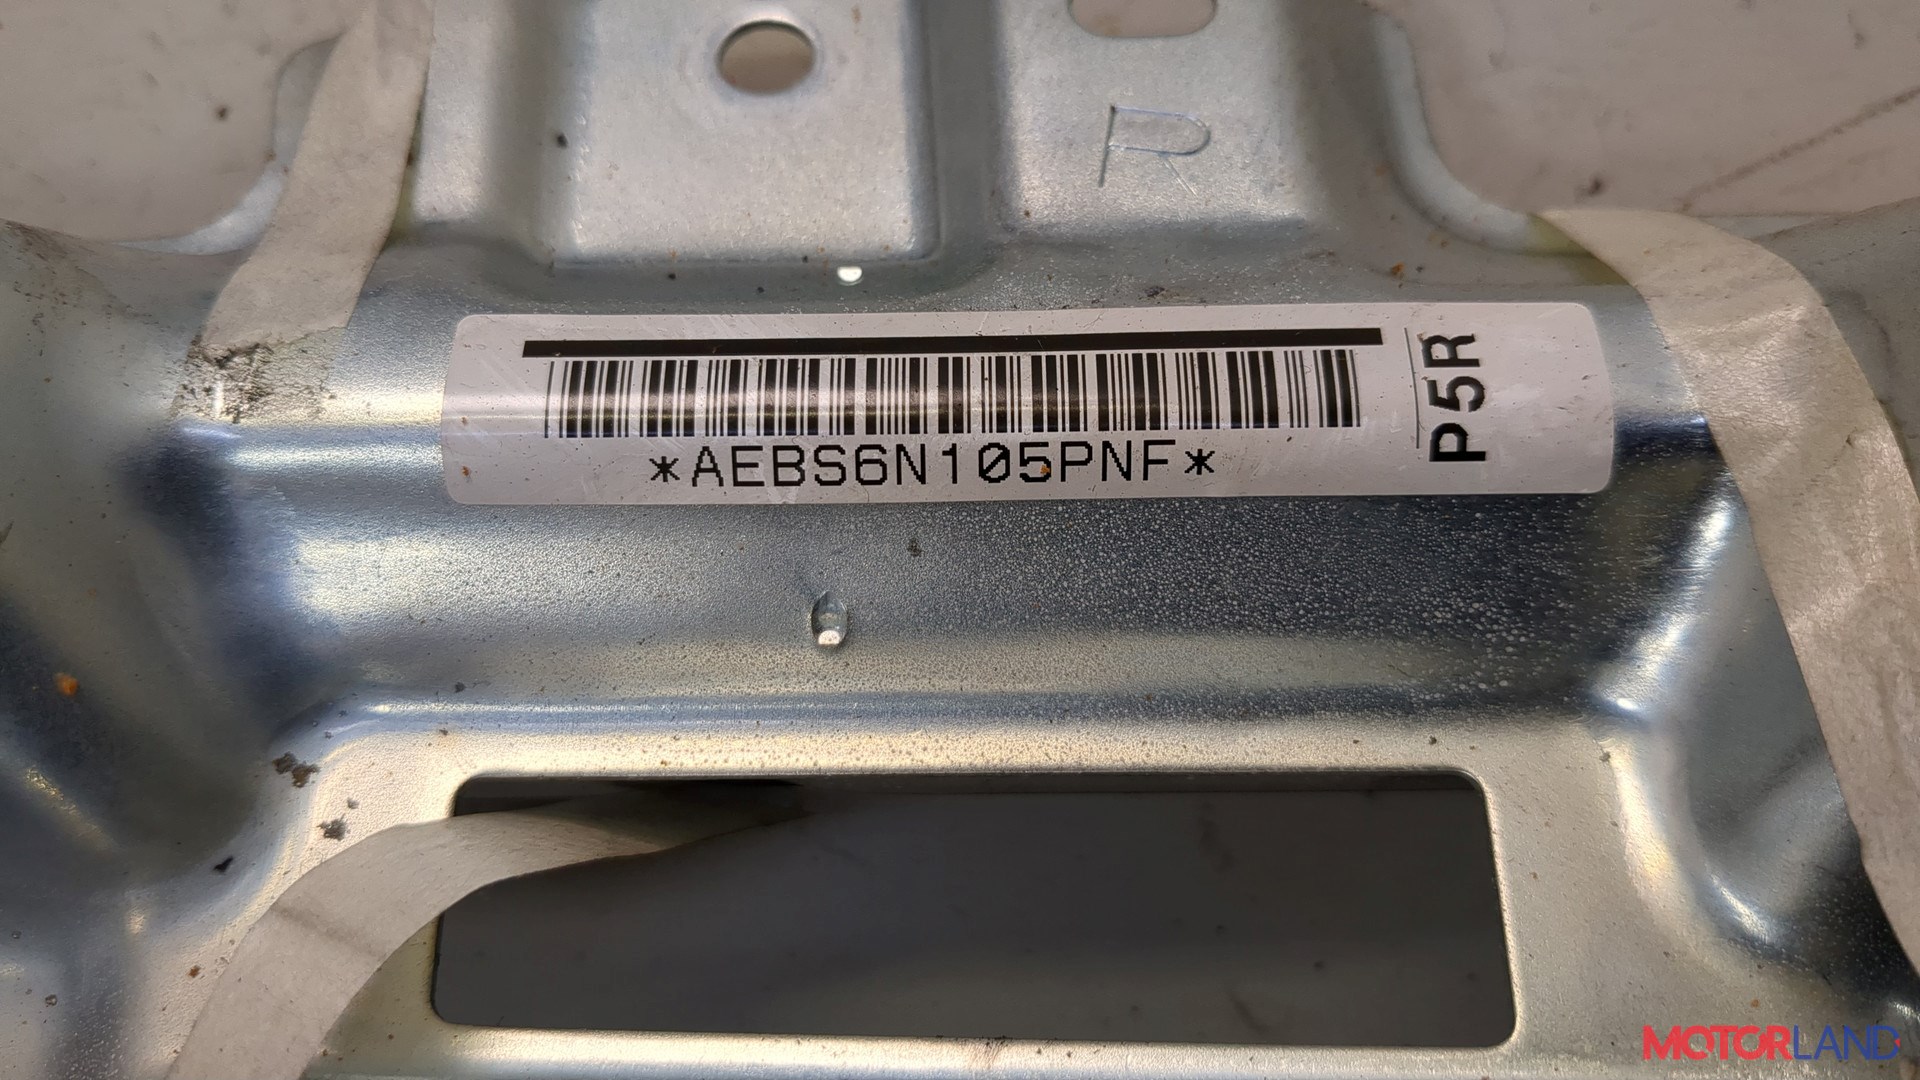 R
*AEBS6N105PNF*
P5R
MOTORLAND